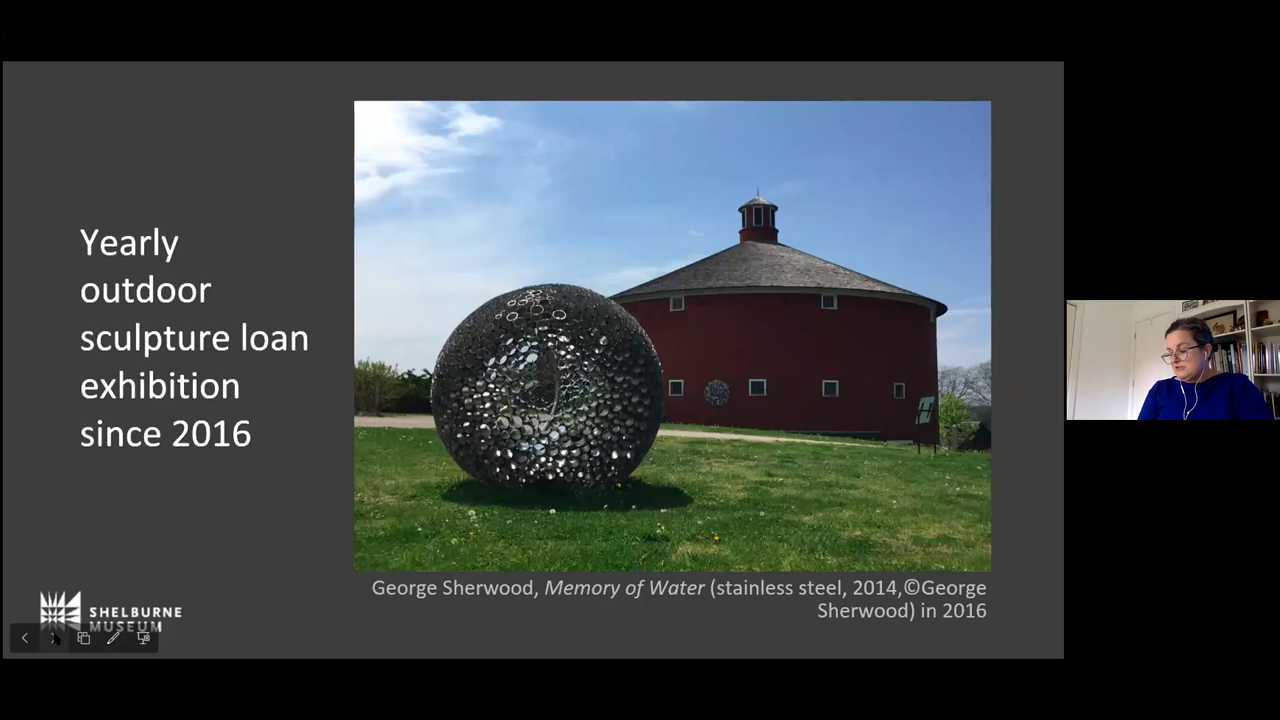 Yearly
outdoor
sculpture loan
exhibition
since 2016
George Sherwood, Memory of Water (stainless steel, 2014,©George
Sherwood) in 2016
SHELBURNE
MUSEUM